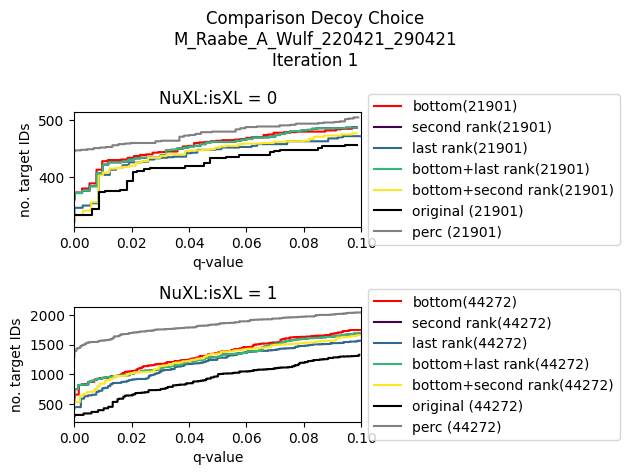 Comparison Decoy Choice
M_Raabe_A_Wulf_220421_290421
Iteration 1
NuXL:isXL = 0
no. target IDs
500
400
0.00 0.02 0.04 0.06 0.08 0.10
q-value
bottom(21901)
second rank(21901)
last rank(21901)
bottom+last rank(21901)
bottom+second rank(21901)
original (21901)
perc (21901)
NuXL:isXL = 1
no. target IDs
2000
1500
1000
500
0.00 0.02 0.04 0.06 0.08 0.10
q-value
bottom(44272)
second rank(44272)
last rank(44272)
bottom+last rank(44272)
bottom+second rank(44272)
original (44272)
perc (44272)